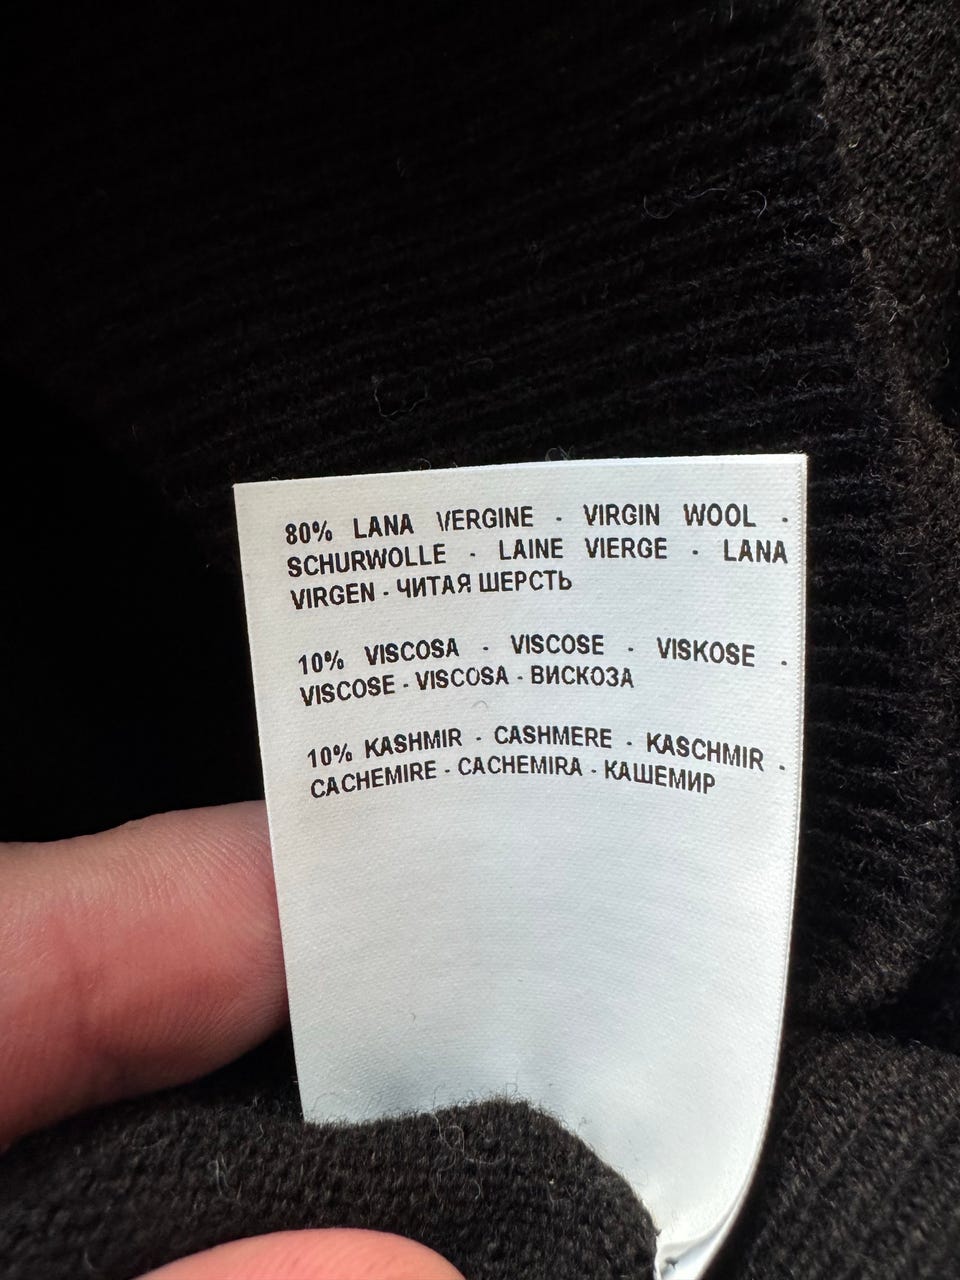 80% LANA VERGINE - VIRGIN WOOL -
SCHURWOLLE - LAINE VIERGE - LANA
VIRGEN - ЧИТАЯ ШЕРСТЬ
10% VISCOSA - VISCOSE - VISKOSE -
VISCOSE - VISCOSA - ВИСКОЗА
10% KASHMIR - CASHMERE - KASCHMIR -
CACHEMIRE - CACHEMIRA - КАШЕМИР